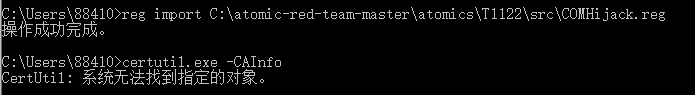 C:\Users\88410>reg import C:\atomic-red-team-master\atomics\T1122\src\COMHijack.reg
操作成功完成。
C:\Users\88410>certutil.exe -CAInfo
CertUtil: 系统无法找到指定的对象。